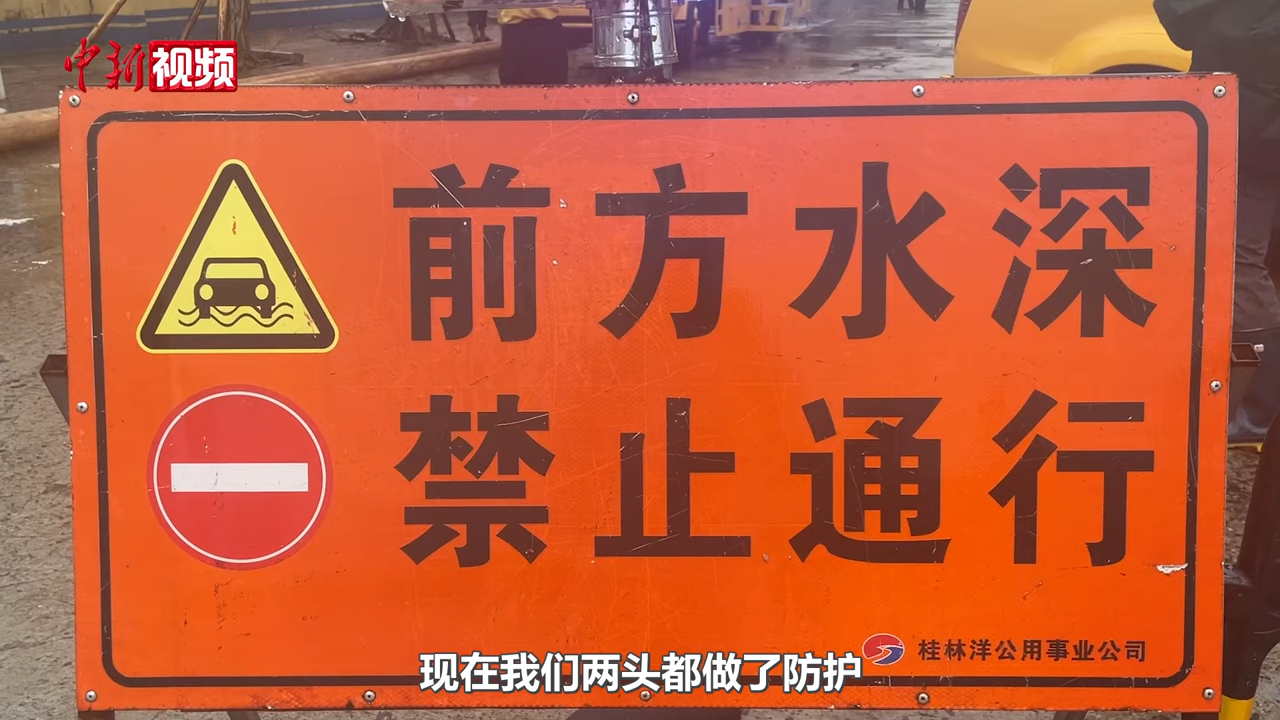 中新视频
前方水深
禁止通行
桂林洋公用事业公司
现在我们两头都做了防护